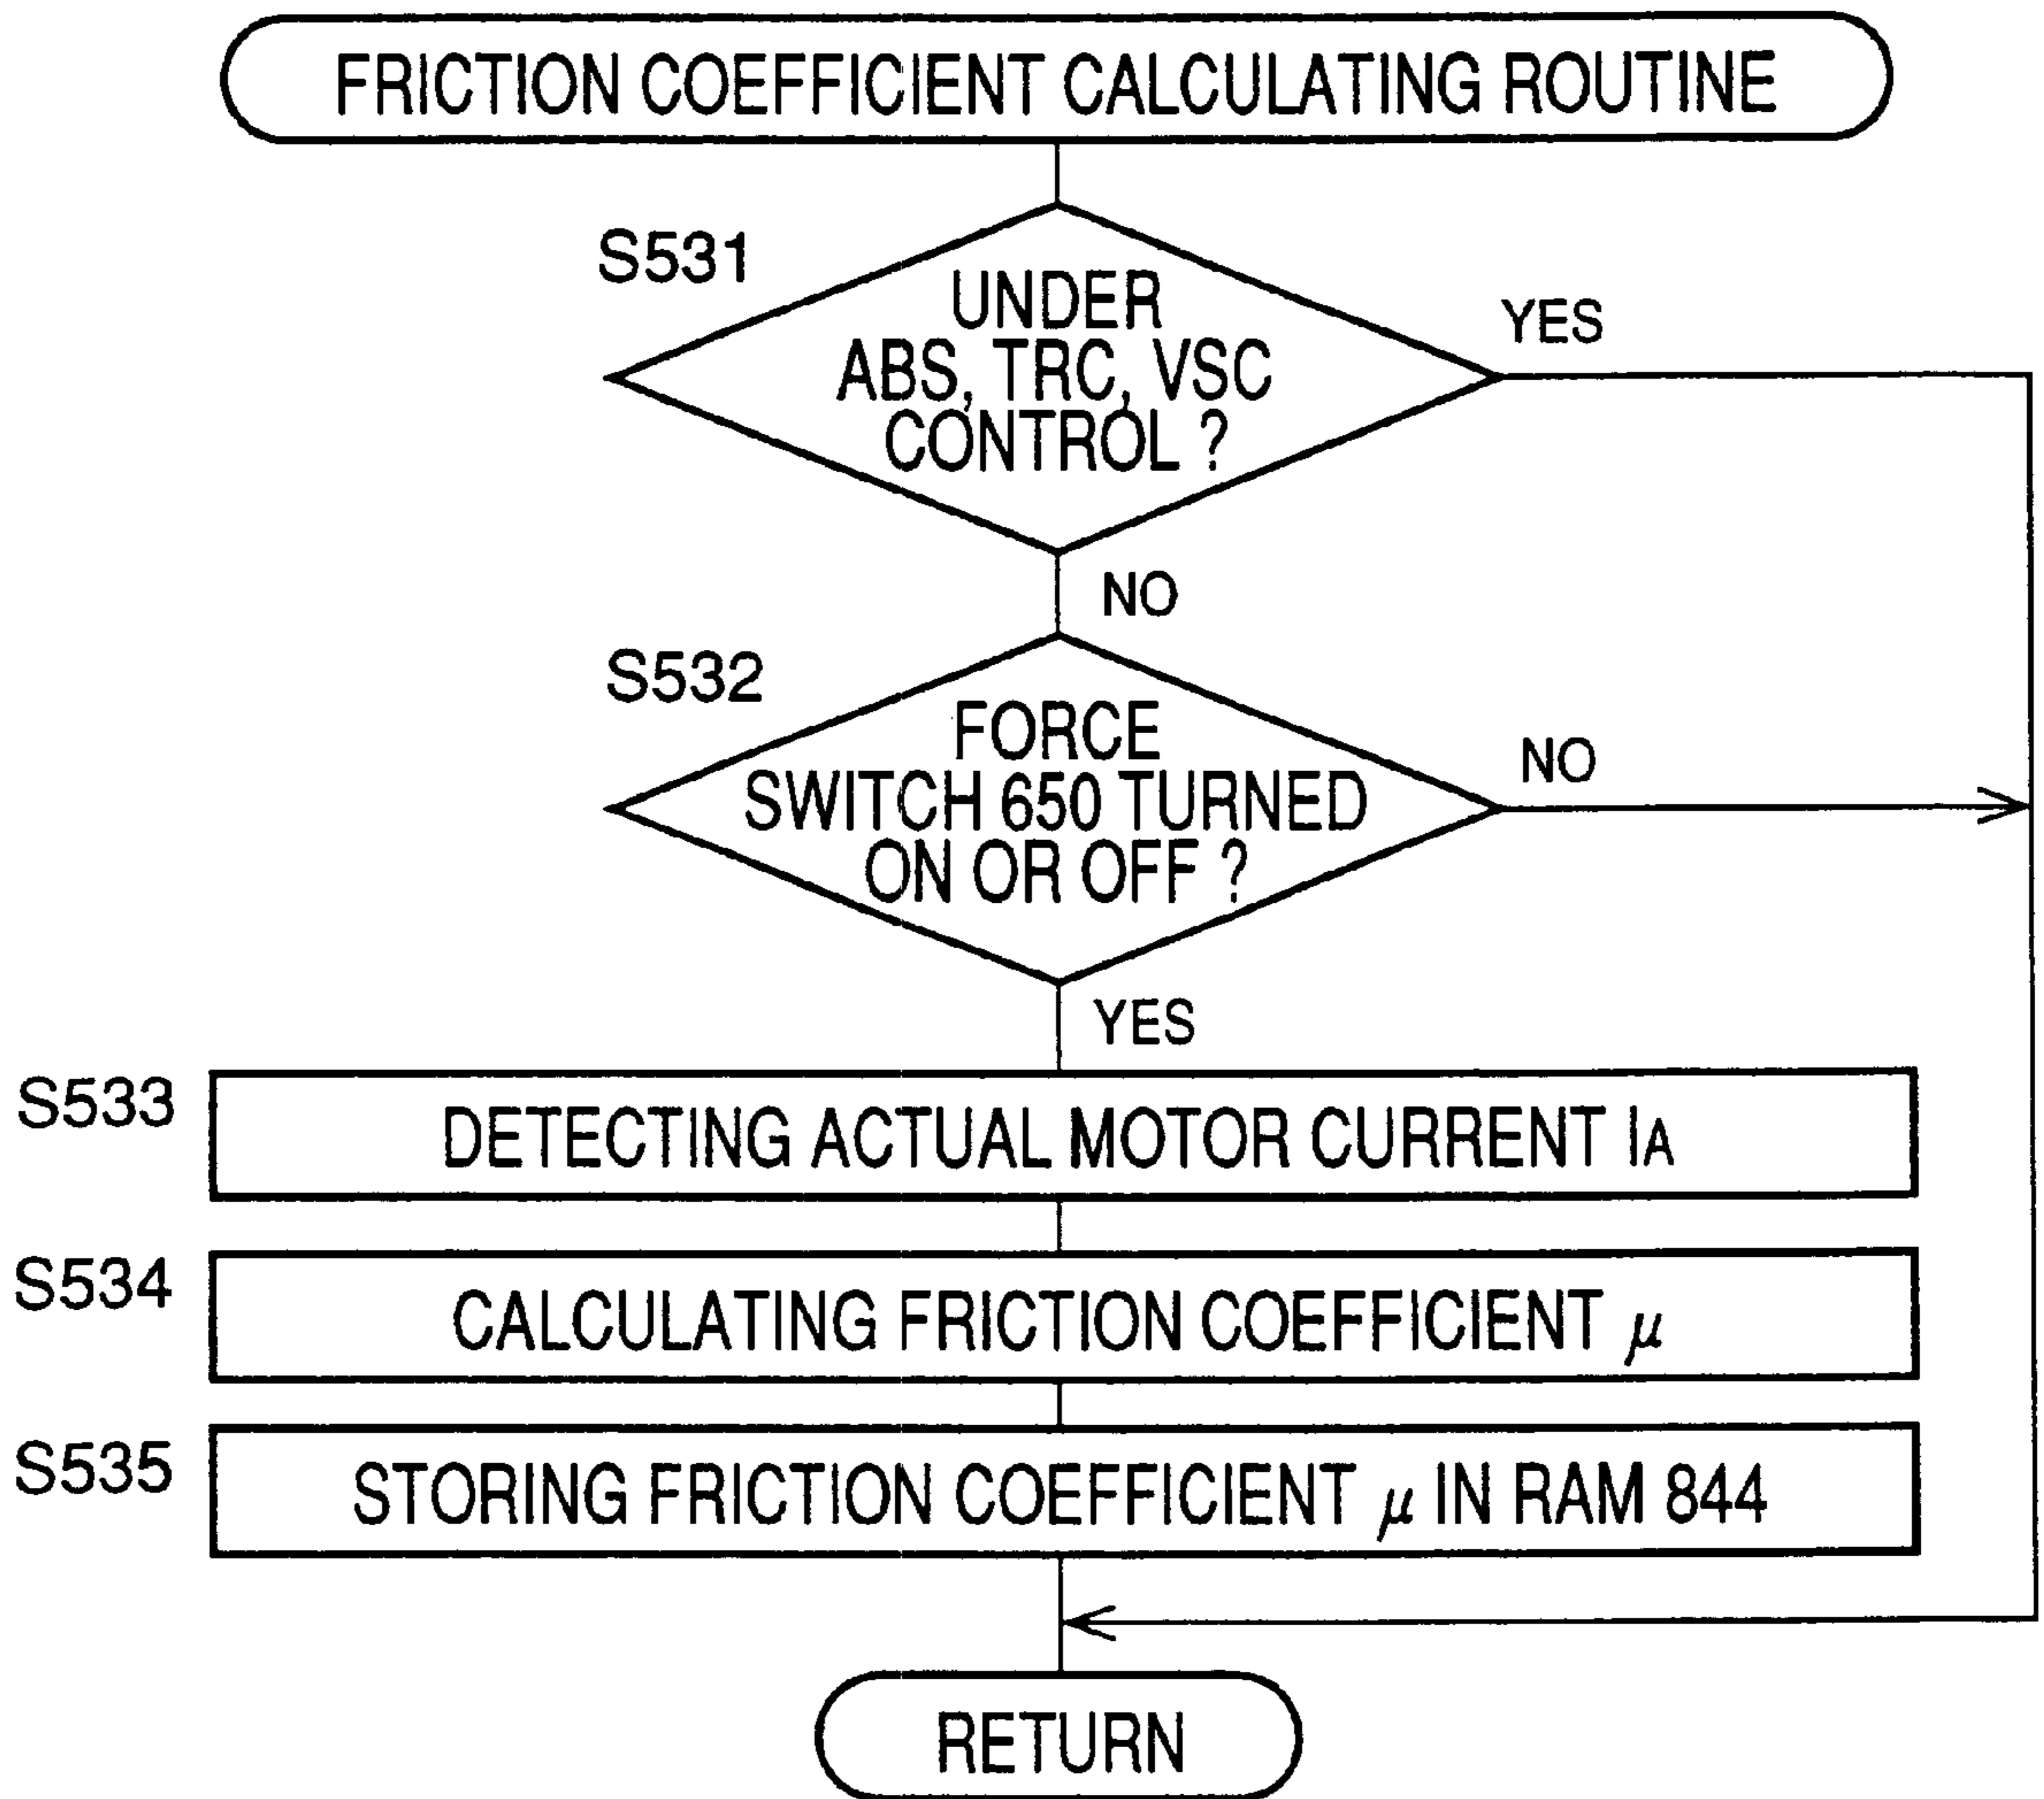 FRICTION COEFFICIENT CALCULATING ROUTINE
S531
UNDER
ABS, TRC, VSC
CONTROL ?
YES
NO
S532
FORCE
SWITCH 650 TURNED
ON OR OFF ?
NO
YES
S533
DETECTING ACTUAL MOTOR CURRENT IA
S534
CALCULATING FRICTION COEFFICIENT μ
S535
STORING FRICTION COEFFICIENT μ IN RAM 844
RETURN